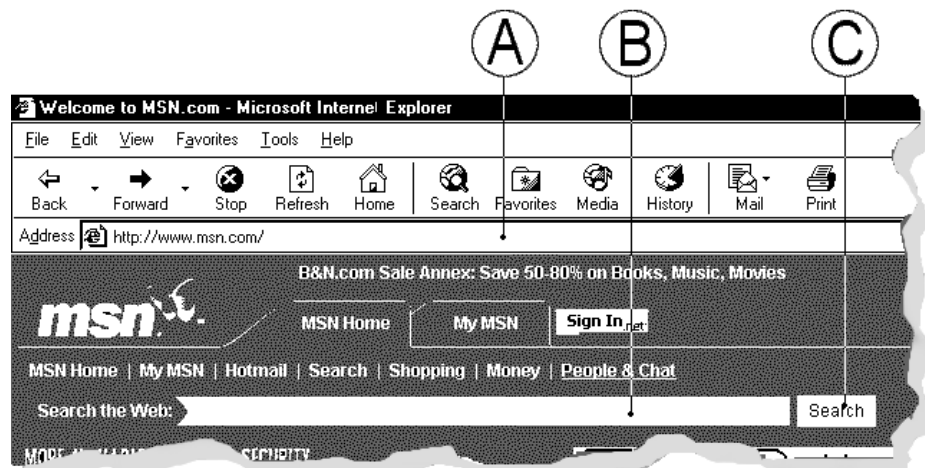 A B C
Welcome to MSN.com - Microsoft Internet Explorer
File Edit View Favorites Tools Help
Back Forward Stop Refresh Home Search Favorites Media History Mail Print
Address http://www.msn.com/
B&N.com Sale Annex: Save 50-80% on Books, Music, Movies
msn MSN Home My MSN Sign In .net
MSN Home | My MSN | Hotmail | Search | Shopping | Money | People & Chat
Search the Web: Search
MORE